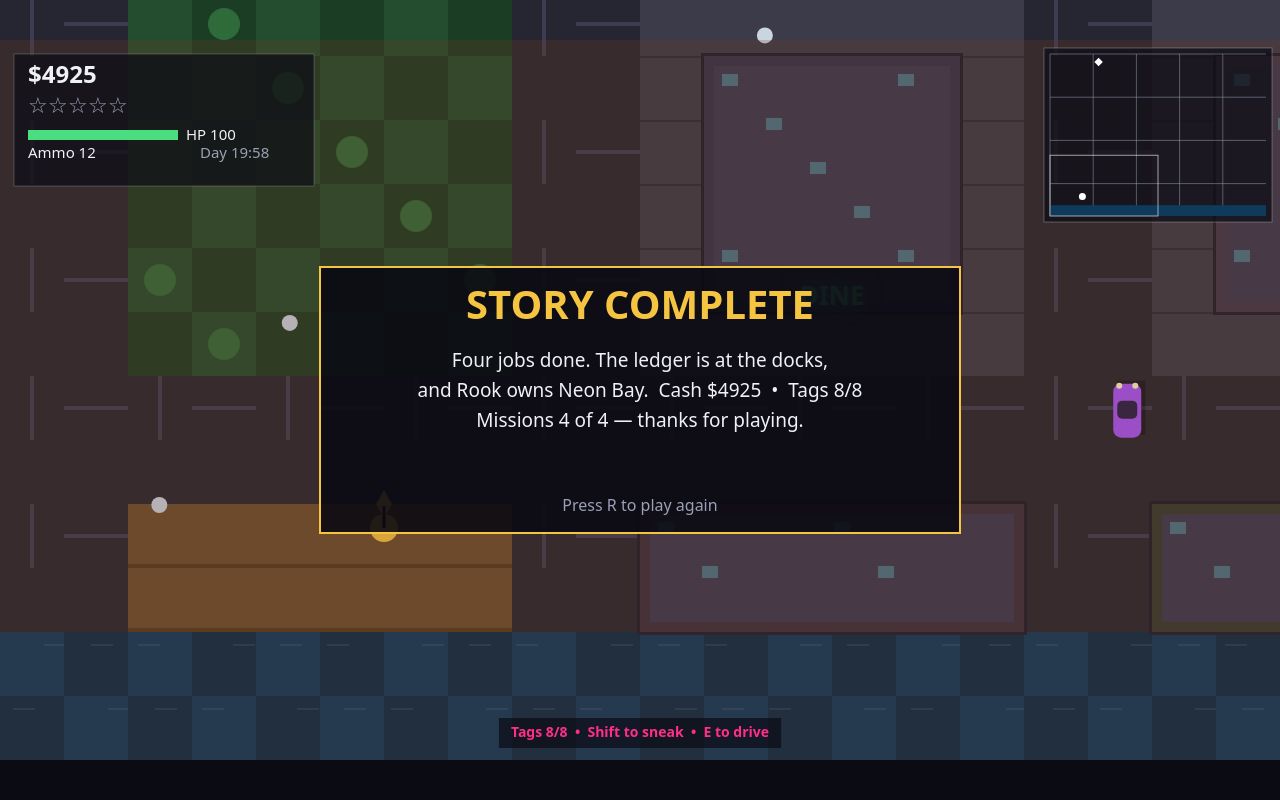 $4925
☆☆☆☆☆
HP 100
Ammo 12
Day 19:58
DINE
STORY COMPLETE
Four jobs done. The ledger is at the docks,
and Rook owns Neon Bay.  Cash $4925  •  Tags 8/8
Missions 4 of 4 — thanks for playing.
Press R to play again
Tags 8/8  •  Shift to sneak  •  E to drive